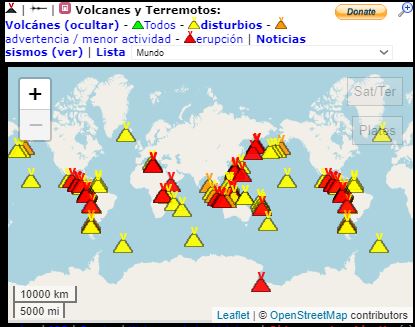 | | Volcanes y Terremotos: Donate
Volcánes (ocultar) - Todos - disturbios -
advertencia / menor actividad - erupción | Noticias
sismos (ver) | Lista Mundo
+
−
Sat/Ter
Plates
10000 km
5000 mi
Leaflet | © OpenStreetMap contributors